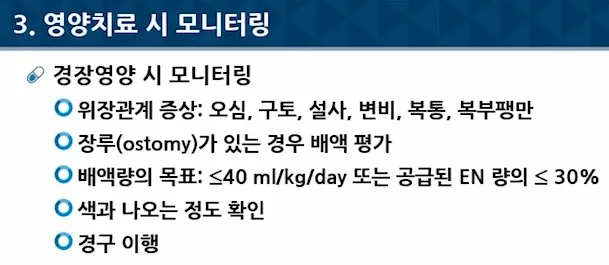 3. 영양치료 시 모니터링
경장영양 시 모니터링
위장관계 증상: 오심, 구토, 설사, 변비, 복통, 복부팽만
장루(ostomy)가 있는 경우 배액 평가
배액량의 목표: ≤40 ml/kg/day 또는 공급된 EN 량의 ≤ 30%
색과 나오는 정도 확인
경구 이행